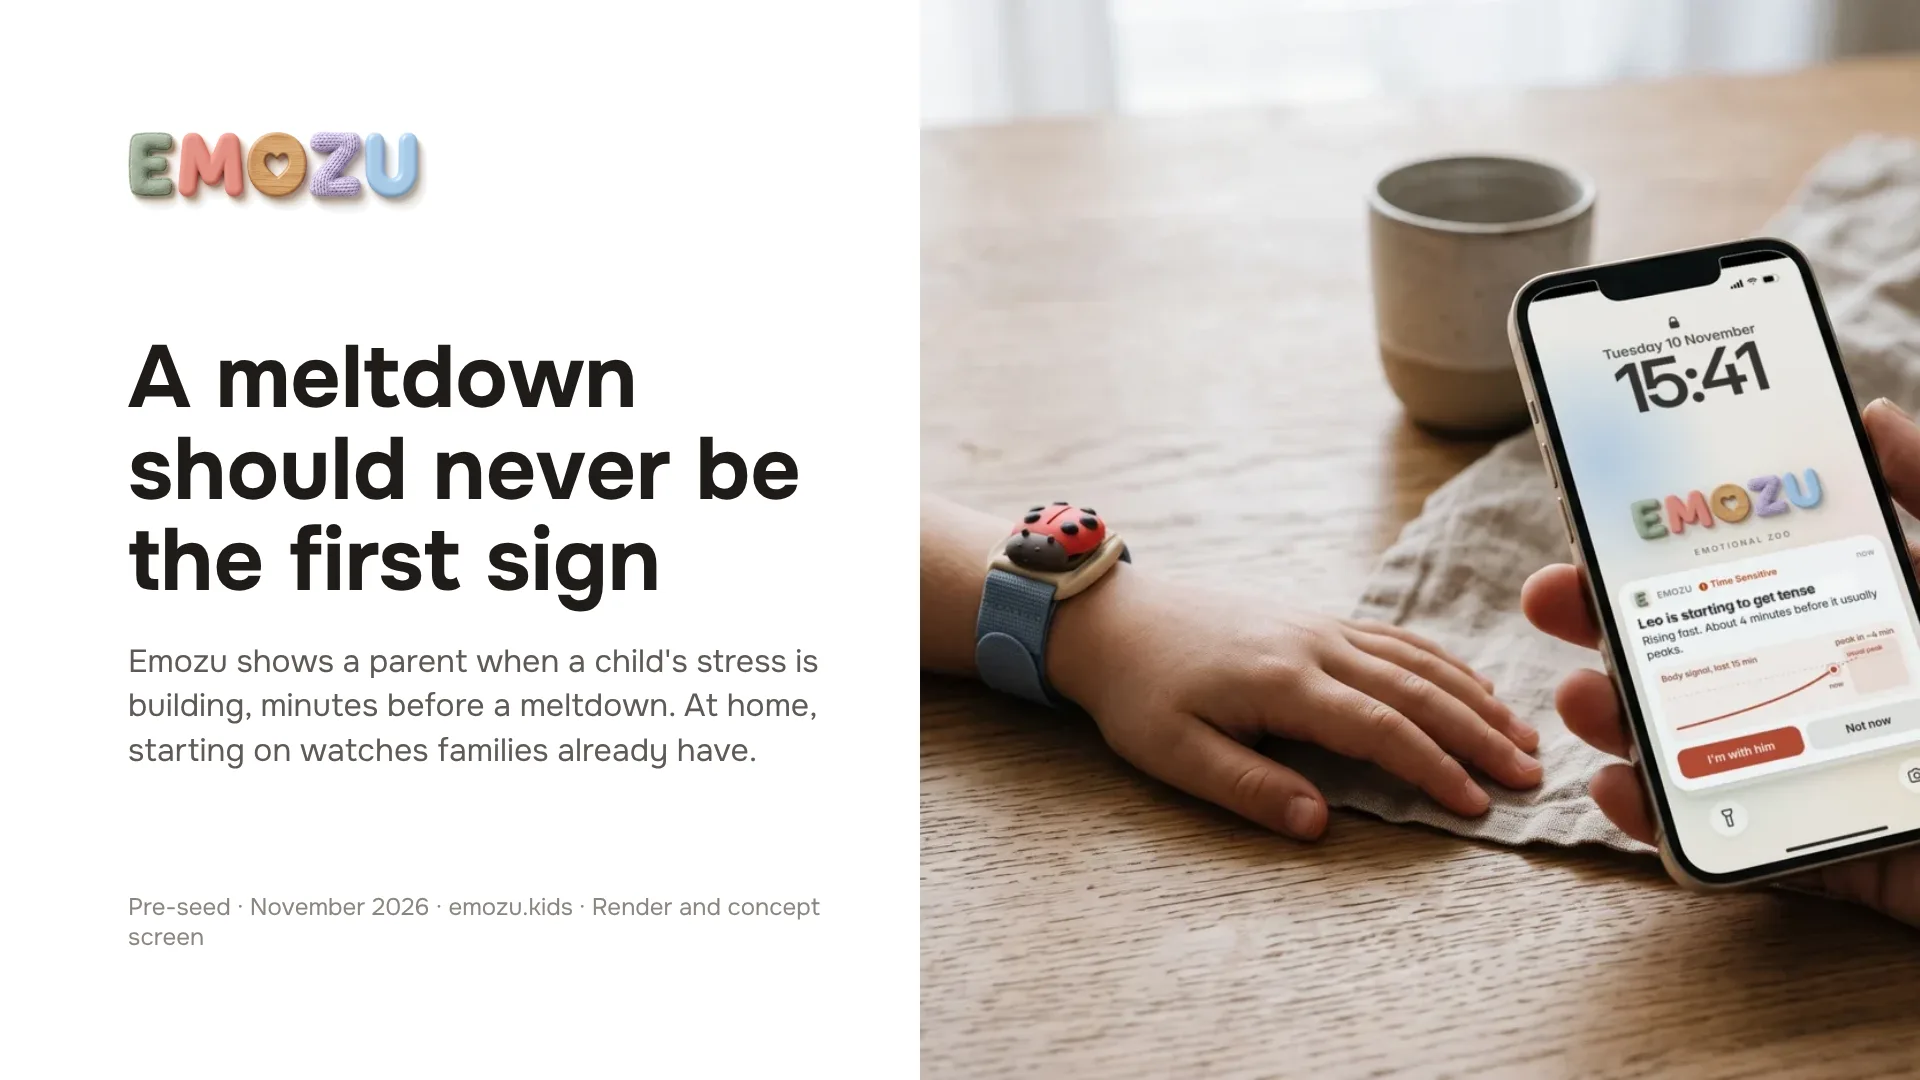 EMOZU
A meltdown
should never be
the first sign
Emozu shows a parent when a child's stress is
building, minutes before a meltdown. At home,
starting on watches families already have.
Pre-seed · November 2026 · emozu.kids · Render and concept
screen
Tuesday 10 November
15:41
EMOZU
EMOTIONAL ZOO
E EMOZU ! Time Sensitive now
Leo is starting to get tense
Rising fast. About 4 minutes before it usually
peaks.
Body signal, last 15 min peak in ~4 min
usual peak
now
I'm with him Not now